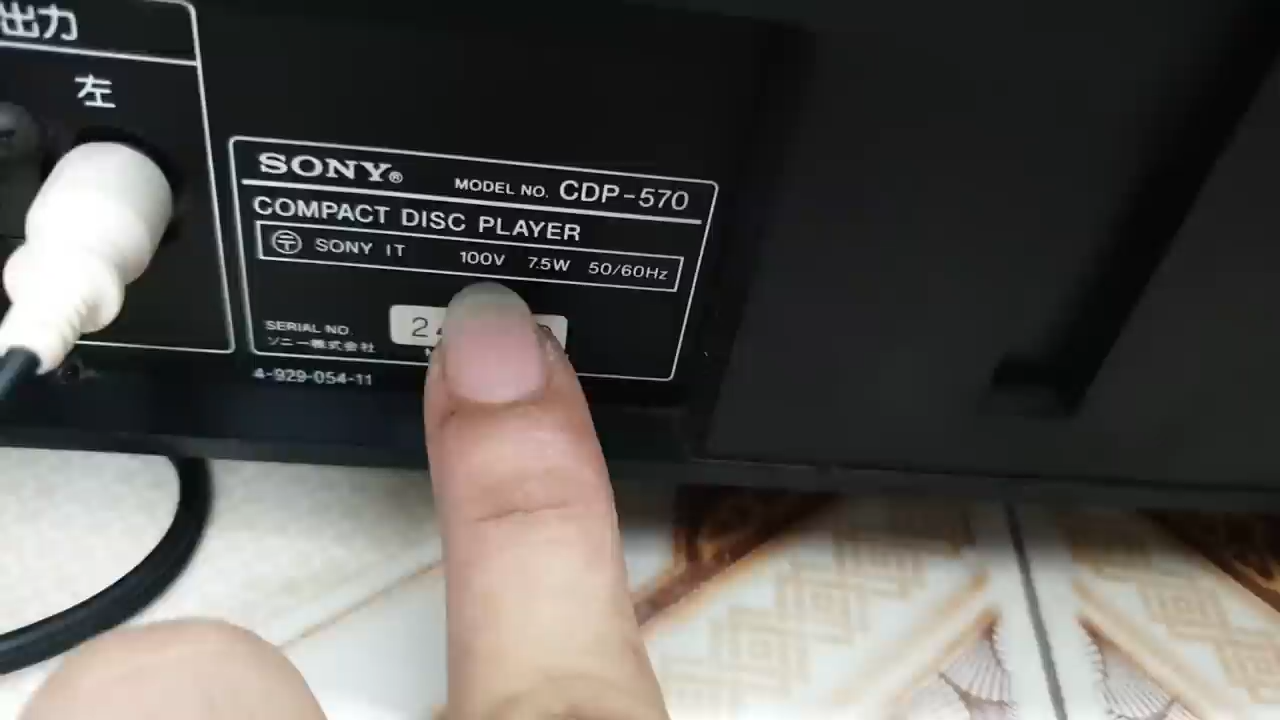 出力
左
SONY®
MODEL NO. CDP-570
COMPACT DISC PLAYER
〒 SONY IT 100V 7.5W 50/60Hz
SERIAL NO. 2
ソニー株式会社
4-929-054-11